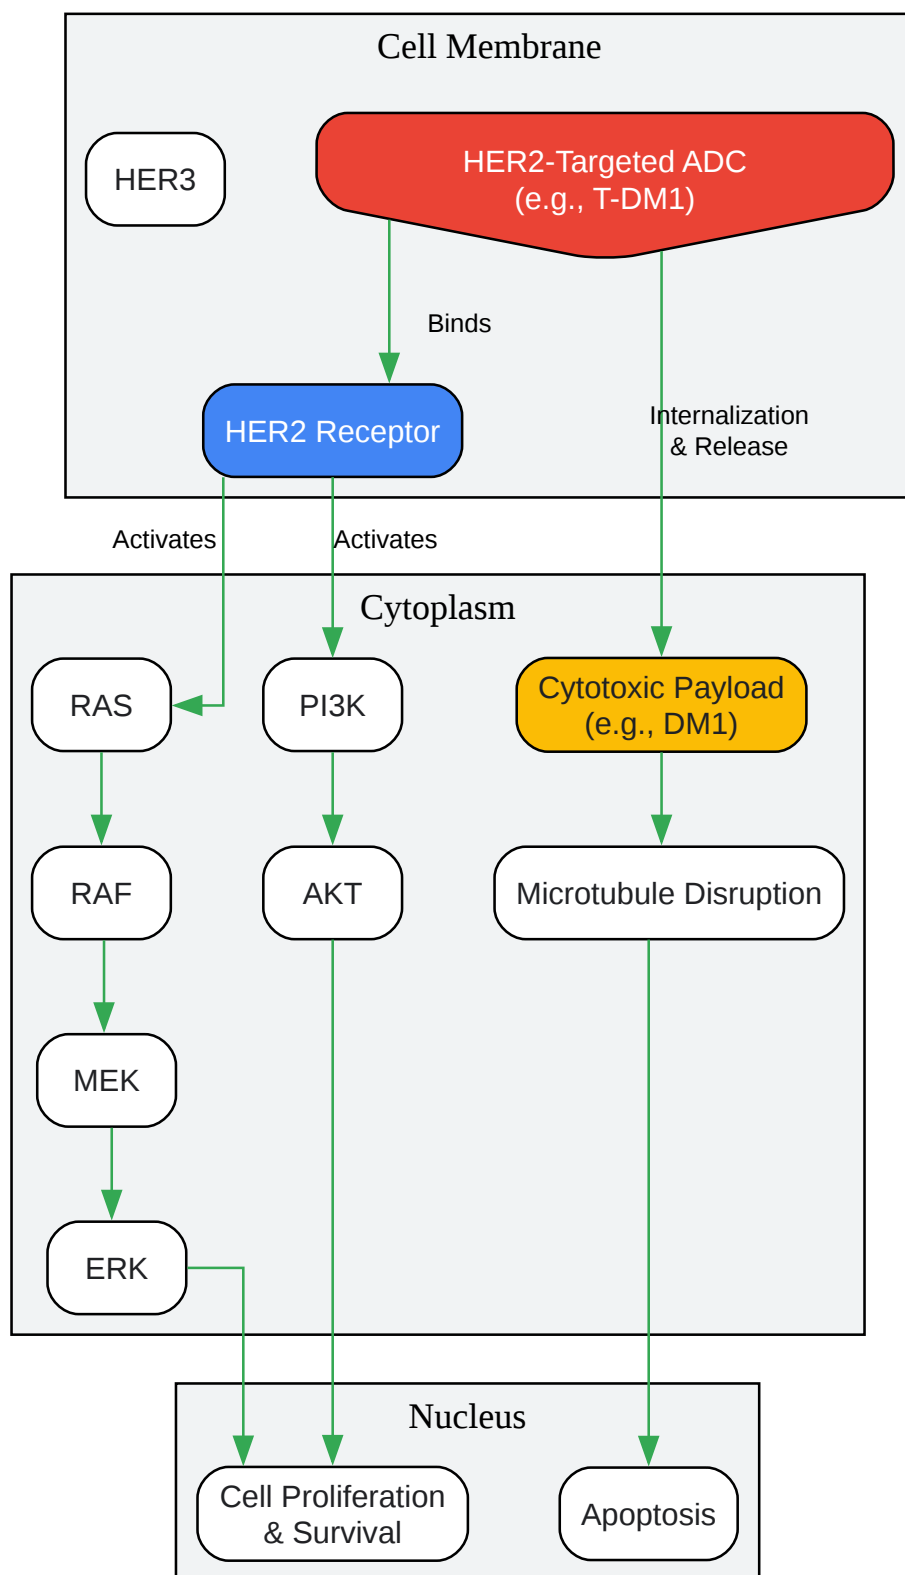 Cell Membrane
HER3
HER2-Targeted ADC
(e.g., T-DM1)
Binds
HER2 Receptor
Internalization
& Release
Activates
Activates
Cytoplasm
RAS
PI3K
Cytotoxic Payload
(e.g., DM1)
RAF
AKT
Microtubule Disruption
MEK
ERK
Nucleus
Cell Proliferation
& Survival
Apoptosis